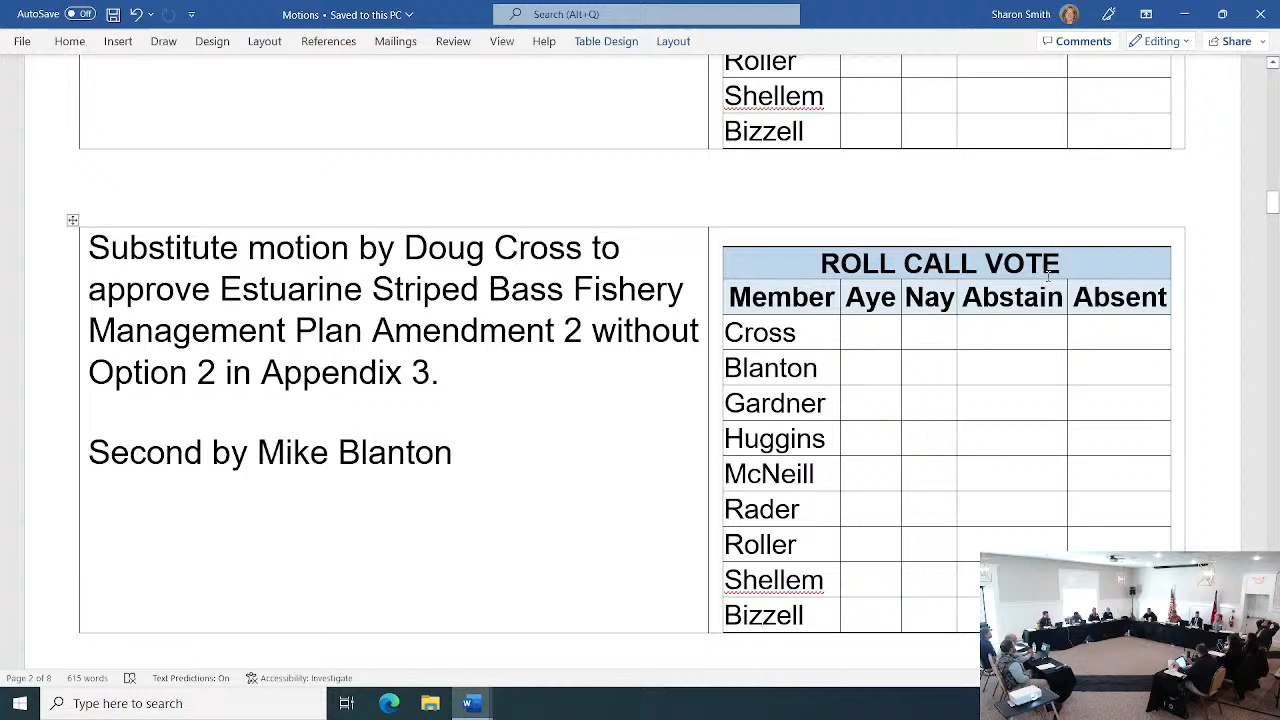 AutoSave Off Motions • Saved to this PC Search (Alt+Q) Sharon Smith
File Home Insert Draw Design Layout References Mailings Review View Help Table Design Layout Comments Editing Share
Roller
Shellem
Bizzell
Substitute motion by Doug Cross to
approve Estuarine Striped Bass Fishery
Management Plan Amendment 2 without
Option 2 in Appendix 3.
Second by Mike Blanton
ROLL CALL VOTE
Member Aye Nay Abstain Absent
Cross
Blanton
Gardner
Huggins
McNeill
Rader
Roller
Shellem
Bizzell
Page 2 of 8 615 words Text Predictions: On Accessibility: Investigate
Type here to search